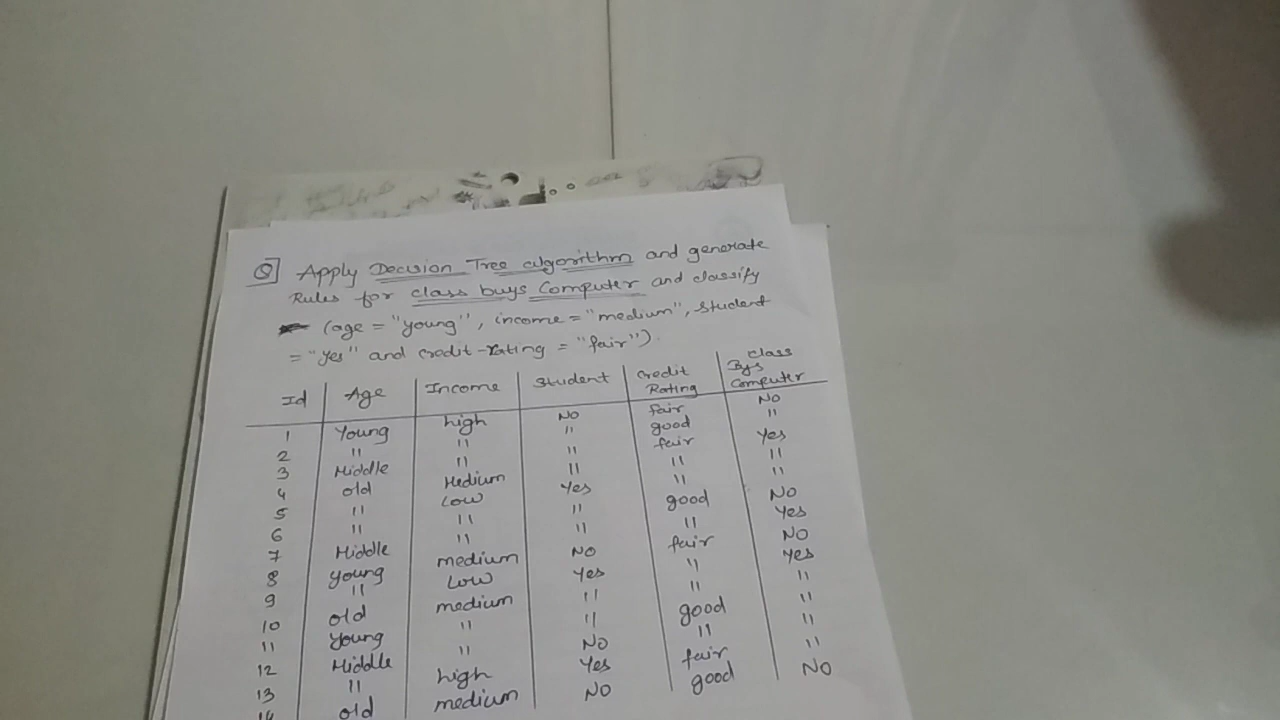 Q] Apply Decision Tree algorithm and generate
Rules for class buys Computer and classify
(age = "young", income = "medium", student
= "yes" and credit-rating = "fair").
Id Age Income Student Credit Rating class Bys Computer
1 Young high No fair No
2 " " " good "
3 Middle " " fair Yes
4 old Medium " " "
5 " Low Yes " "
6 " " " good No
7 Middle " " " Yes
8 young medium No fair No
9 " Low Yes " Yes
10 old medium " " "
11 Young " " good "
12 Middle " No " "
13 " high Yes fair "
14 old medium No good No